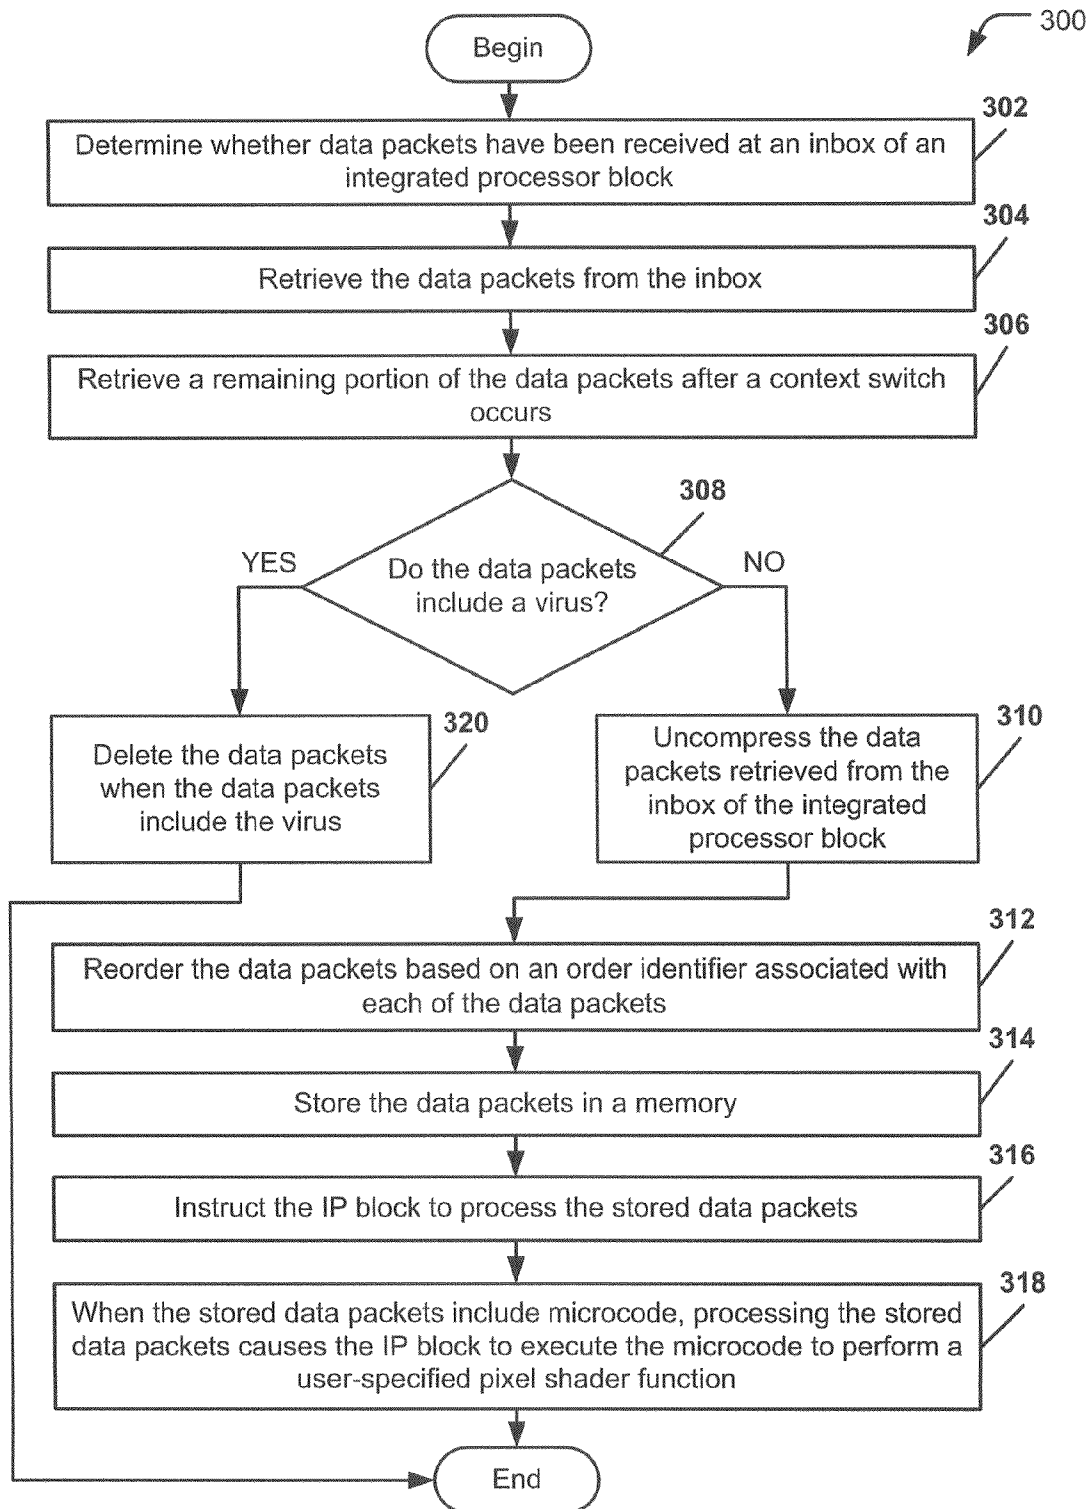 300
Begin
302
Determine whether data packets have been received at an inbox of an
integrated processor block
304
Retrieve the data packets from the inbox
306
Retrieve a remaining portion of the data packets after a context switch
occurs
308
YES
NO
Do the data packets
include a virus?
320
Delete the data packets
when the data packets
include the virus
310
Uncompress the data
packets retrieved from the
inbox of the integrated
processor block
312
Reorder the data packets based on an order identifier associated with
each of the data packets
314
Store the data packets in a memory
316
Instruct the IP block to process the stored data packets
318
When the stored data packets include microcode, processing the stored
data packets causes the IP block to execute the microcode to perform a
user-specified pixel shader function
End